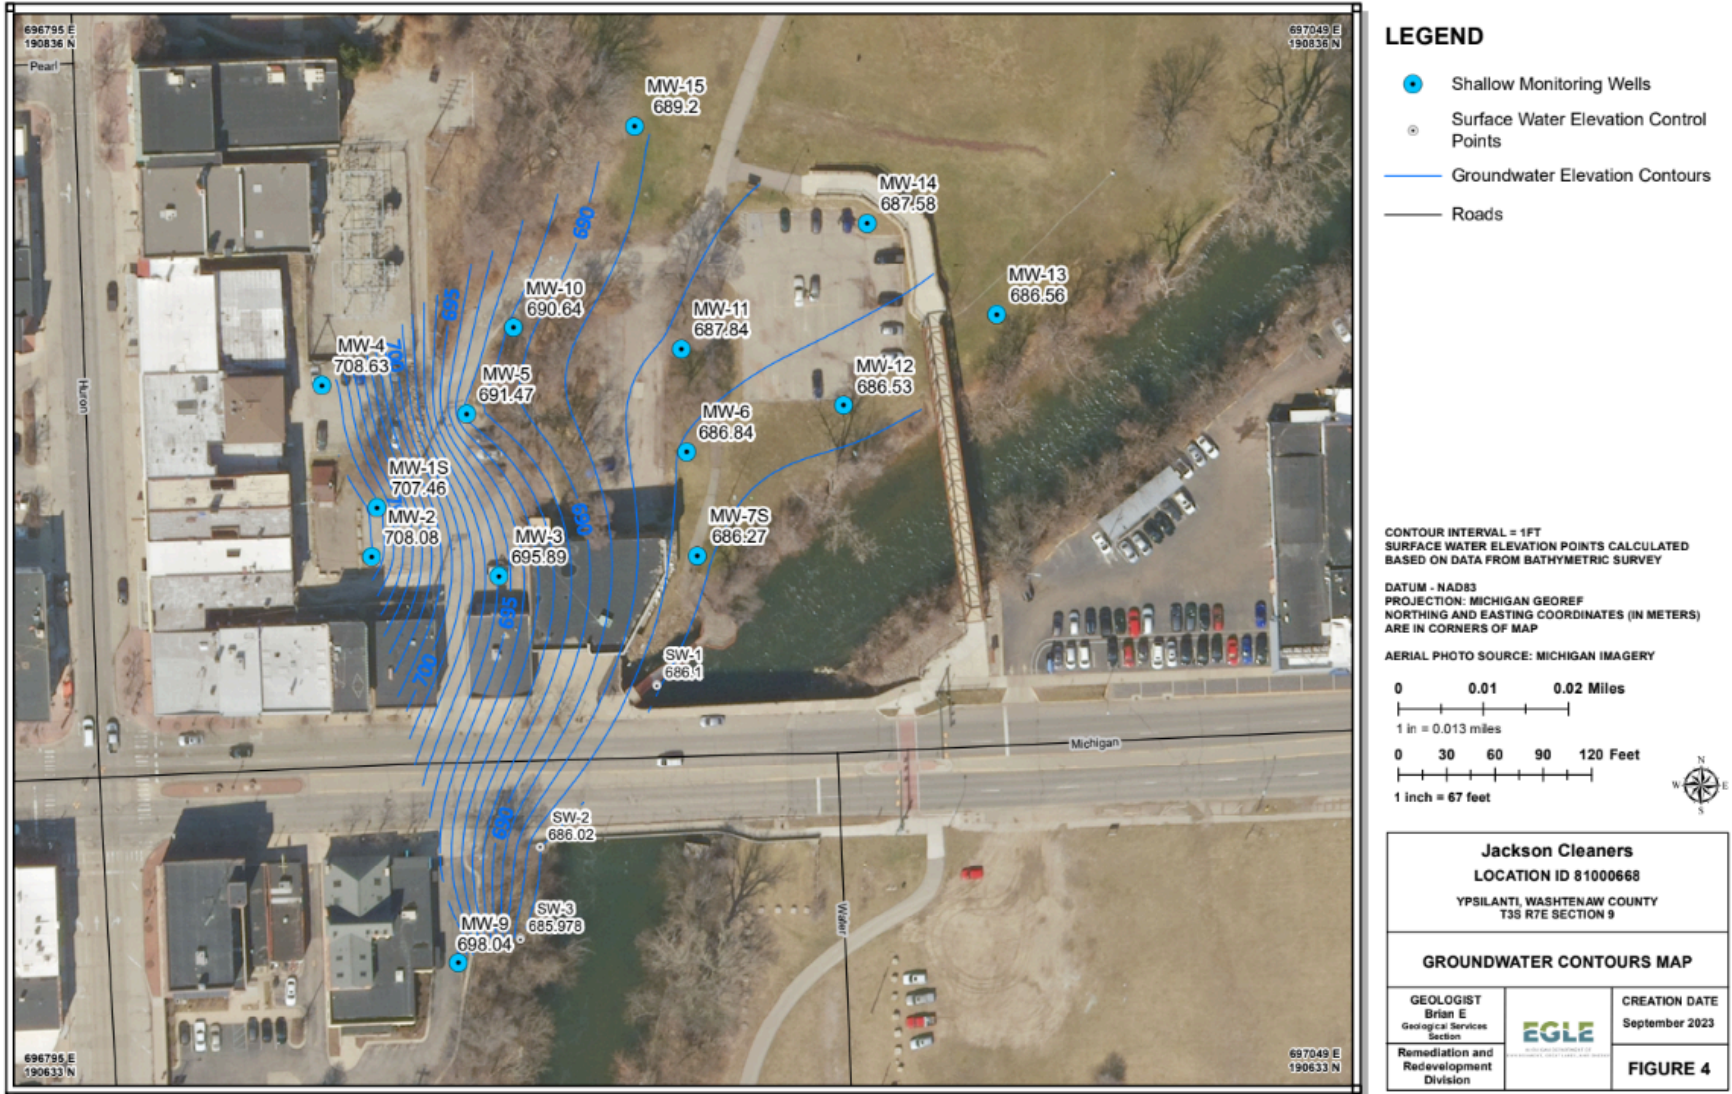 696795 E
190836 N
697049 E
190836 N
Pearl
MW-15
689.2
MW-14
687.58
690
MW-13
686.56
MW-10
690.64
695
MW-11
687.84
MW-4
708.63
700
MW-5
691.47
MW-12
686.53
Huron
MW-6
686.84
MW-1S
707.46
MW-2
708.08
690
MW-7S
686.27
MW-3
695.89
695
SW-1
686.1
700
Michigan
690
SW-2
686.02
SW-3
685.978
MW-9
698.04
Water
696795 E
190633 N
697049 E
190633 N
LEGEND
Shallow Monitoring Wells
Surface Water Elevation Control
Points
Groundwater Elevation Contours
Roads
CONTOUR INTERVAL = 1FT
SURFACE WATER ELEVATION POINTS CALCULATED
BASED ON DATA FROM BATHYMETRIC SURVEY
DATUM - NAD83
PROJECTION: MICHIGAN GEOREF
NORTHING AND EASTING COORDINATES (IN METERS)
ARE IN CORNERS OF MAP
AERIAL PHOTO SOURCE: MICHIGAN IMAGERY
0 0.01 0.02 Miles
1 in = 0.013 miles
0 30 60 90 120 Feet
1 inch = 67 feet
N
W E
S
Jackson Cleaners
LOCATION ID 81000668
YPSILANTI, WASHTENAW COUNTY
T3S R7E SECTION 9
GROUNDWATER CONTOURS MAP
GEOLOGIST
Brian E
Geological Services
Section
Remediation and
Redevelopment
Division
EGLE
CREATION DATE
September 2023
FIGURE 4